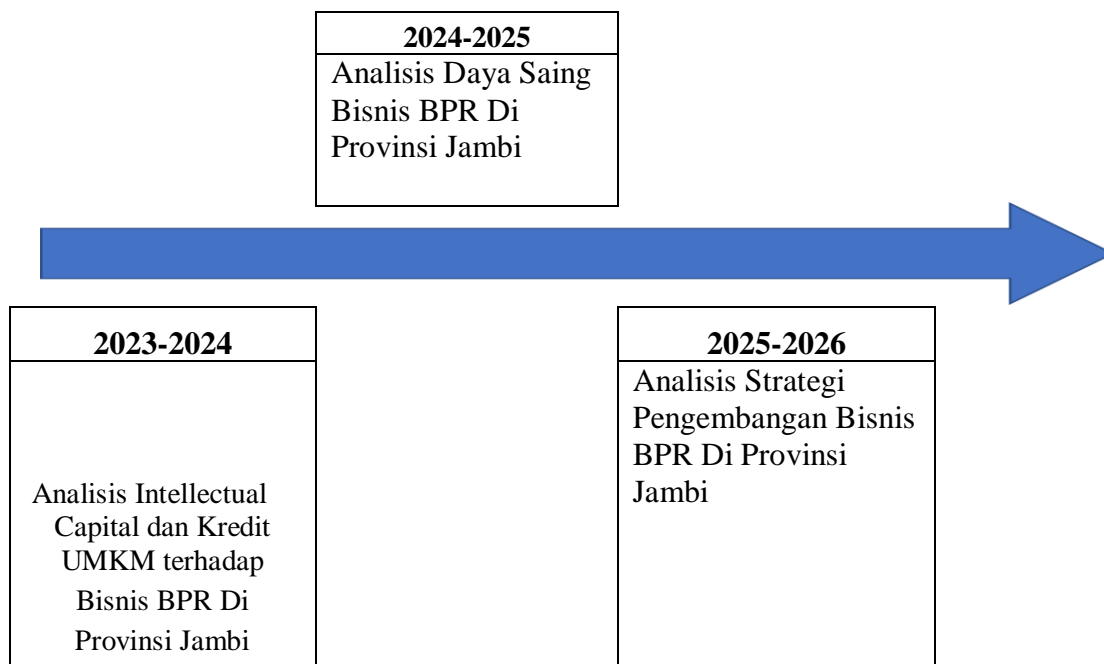 2024-2025
Analisis Daya Saing
Bisnis BPR Di
Provinsi Jambi
2023-2024
Analisis Intellectual
Capital dan Kredit
UMKM terhadap
Bisnis BPR Di
Provinsi Jambi
2025-2026
Analisis Strategi
Pengembangan Bisnis
BPR Di Provinsi
Jambi